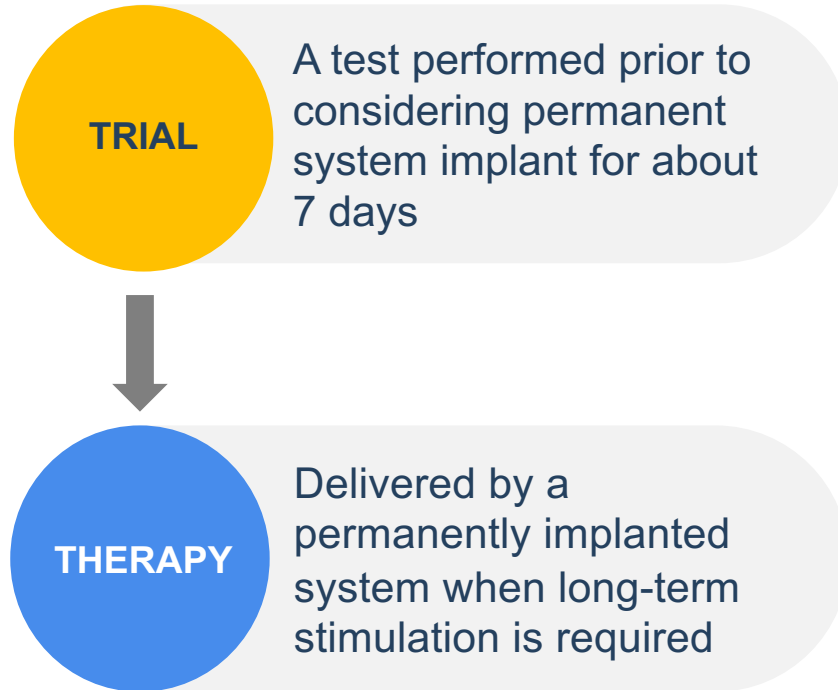 TRIAL
A test performed prior to
considering permanent
system implant for about
7 days
THERAPY
Delivered by a
permanently implanted
system when long-term
stimulation is required